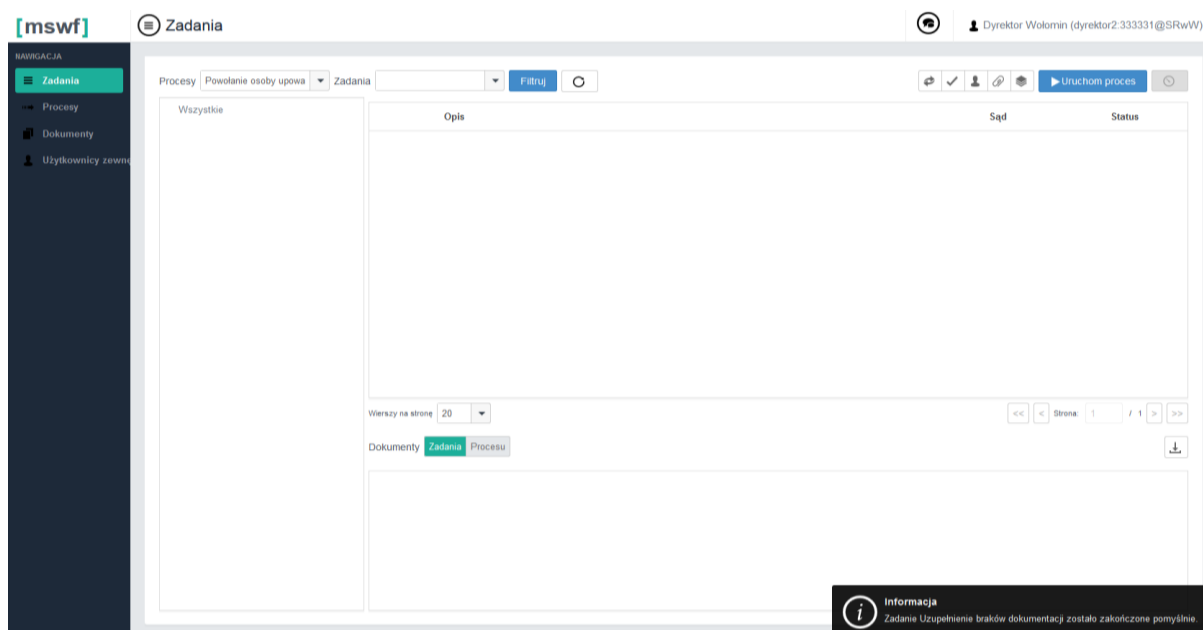 [mswf]
Zadania
Dyrektor Wołomin (dyrektor2:333331@SRwW)
NAWIGACJA
Zadania
Procesy
Dokumenty
Użytkownicy zewnę
Procesy Powołanie osoby upowa Zadania Filtruj
Uruchom proces
Wszystkie
Opis Sąd Status
Wierszy na stronę 20
<< < Strona: 1 / 1 > >>
Dokumenty Zadania Procesu
Informacja
Zadanie Uzupełnienie braków dokumentacji zostało zakończone pomyślnie.